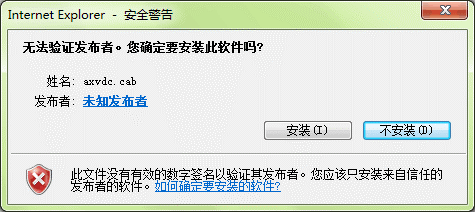 Internet Explorer - 安全警告
无法验证发布者。您确定要安装此软件吗?
姓名: axvdc.cab
发布者: 未知发布者
安装(I) 不安装(D)
此文件没有有效的数字签名以验证其发布者。您应该只安装来自信任的
发布者的软件。如何确定要安装的软件?